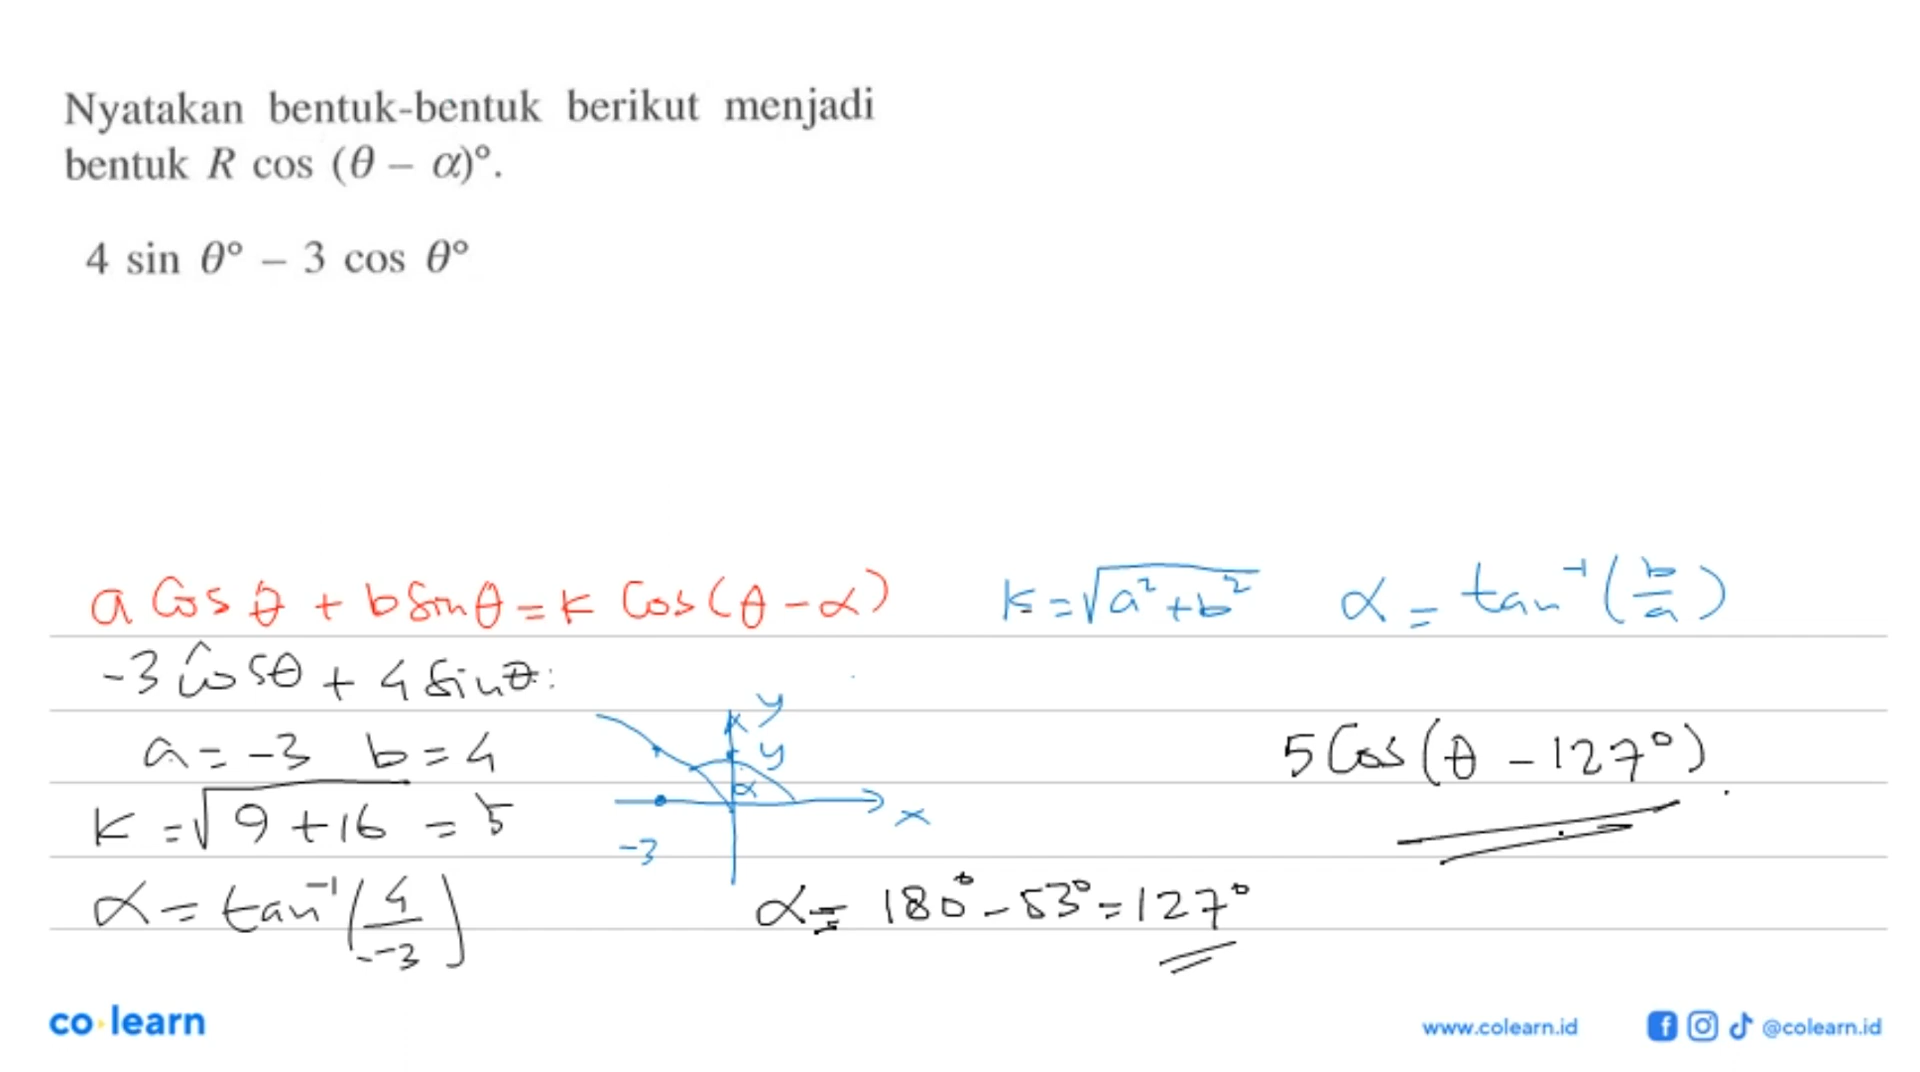 Nyatakan bentuk-bentuk berikut menjadi
bentuk R cos (θ – α)°.
4 sin θ° – 3 cos θ°
a Cos θ + b Sin θ = k Cos (θ - α)
k = √a² + b²
α = tan⁻¹ (b/a)
-3 Cos θ + 4 Sin θ:
a = -3 b = 4
k = √9 + 16 = 5
α = tan⁻¹ (4/-3)
y
y
α
x
-3
α = 180° - 53° = 127°
5 Cos (θ - 127°)
co learn
www.colearn.id
@colearn.id